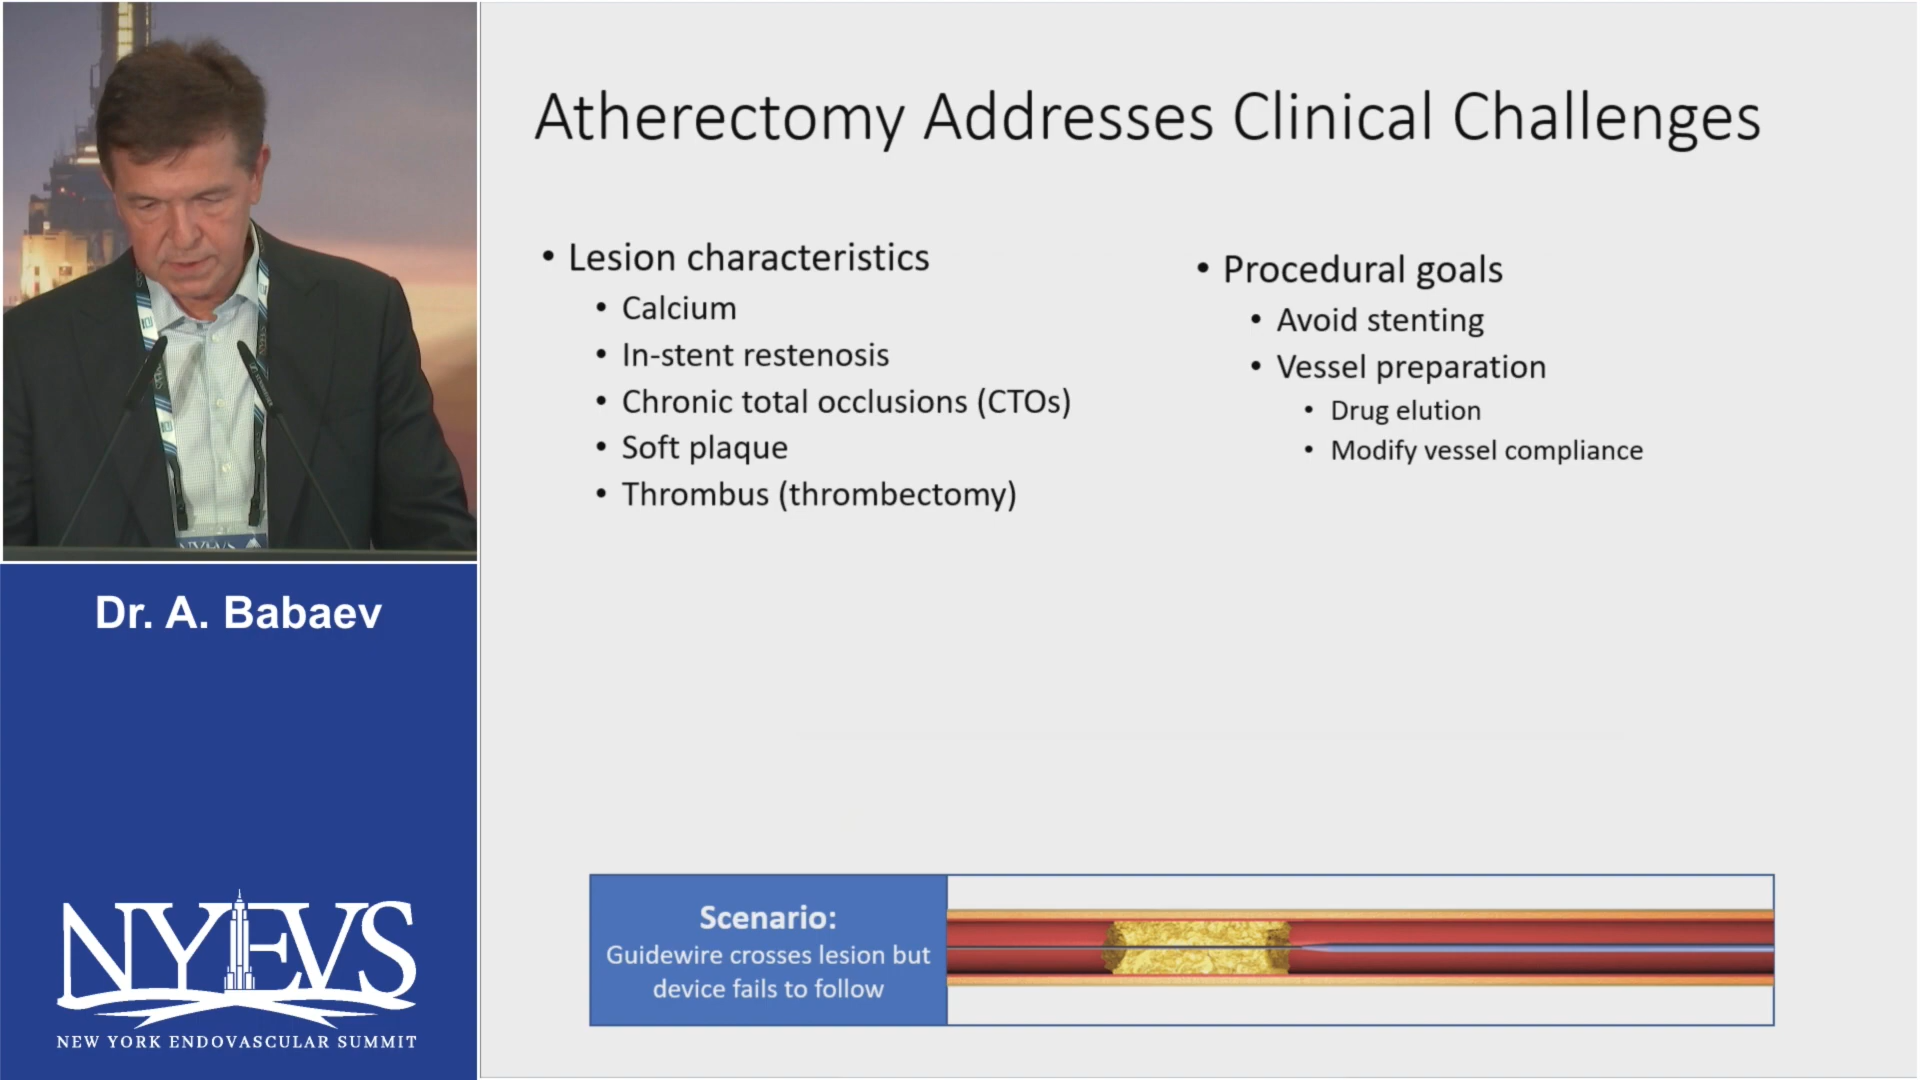 Atherectomy Addresses Clinical Challenges
• Lesion characteristics
• Calcium
• In-stent restenosis
• Chronic total occlusions (CTOs)
• Soft plaque
• Thrombus (thrombectomy)
• Procedural goals
• Avoid stenting
• Vessel preparation
• Drug elution
• Modify vessel compliance
Scenario:
Guidewire crosses lesion but
device fails to follow
NYEVS
Dr. A. Babaev
NYEVS
NEW YORK ENDOVASCULAR SUMMIT